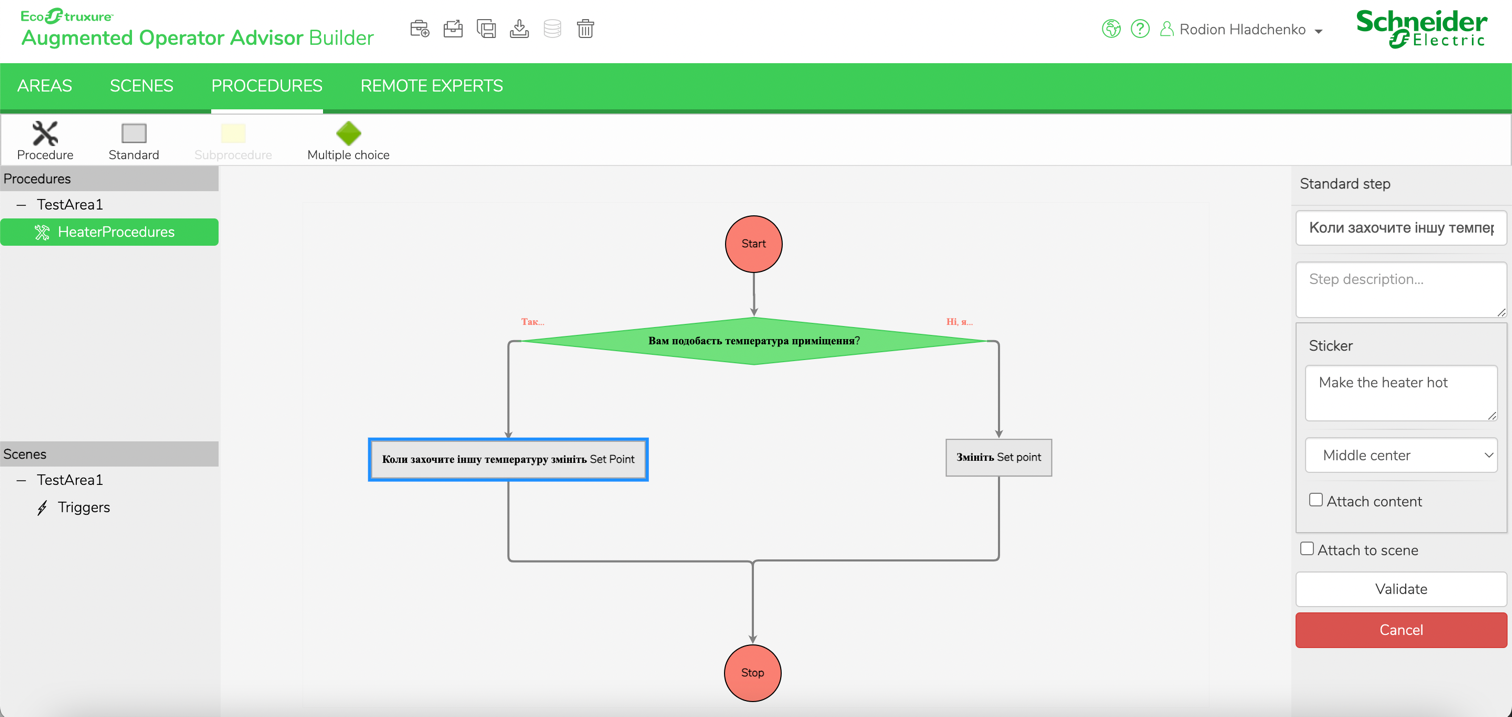 EcoStruxure
Augmented Operator Advisor Builder
Rodion Hladchenko
Schneider
Electric
AREAS SCENES PROCEDURES REMOTE EXPERTS
Procedure Standard Subprocedure Multiple choice
Procedures
TestArea1
HeaterProcedures
Scenes
TestArea1
Triggers
Start
Так...
Ні, я...
Вам подобаєть температура приміщення?
Коли захочите іншу температуру змініть Set Point
Змініть Set point
Stop
Standard step
Коли захочите іншу темпер
Step description...
Sticker
Make the heater hot
Middle center
Attach content
Attach to scene
Validate
Cancel